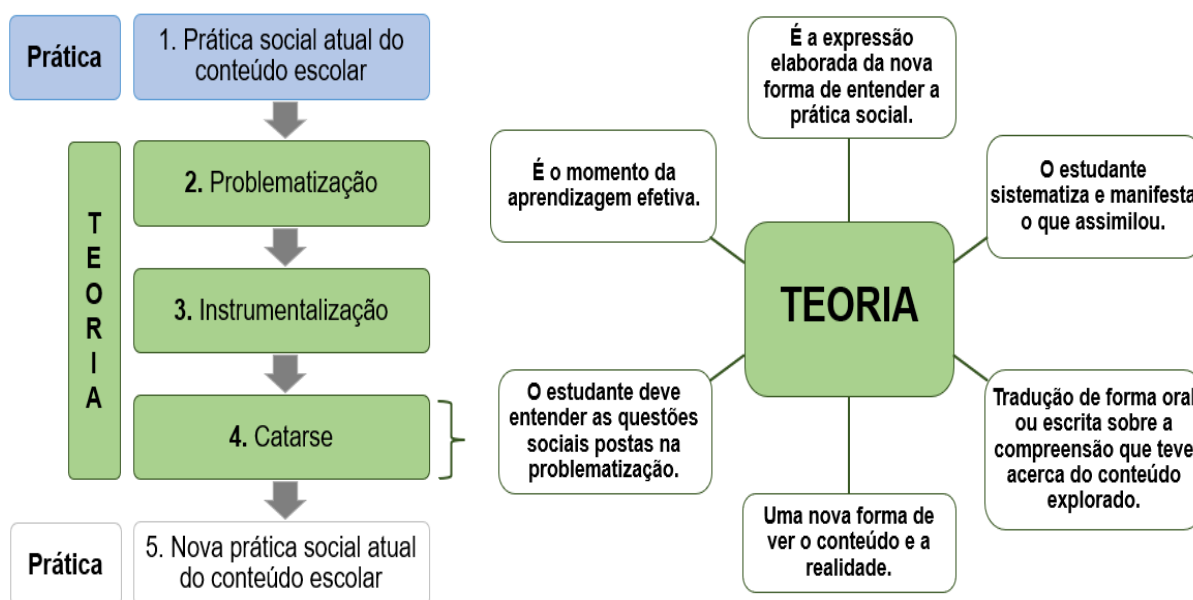 Prática
1. Prática social atual do
conteúdo escolar
T
E
O
R
I
A
2. Problematização
3. Instrumentalização
4. Catarse
Prática
5. Nova prática social atual
do conteúdo escolar
É a expressão
elaborada da nova
forma de entender a
prática social.
É o momento da
aprendizagem efetiva.
O estudante
sistematiza e manifesta
o que assimilou.
TEORIA
O estudante deve
entender as questões
sociais postas na
problematização.
Tradução de forma oral
ou escrita sobre a
compreensão que teve
acerca do conteúdo
explorado.
Uma nova forma de
ver o conteúdo e a
realidade.